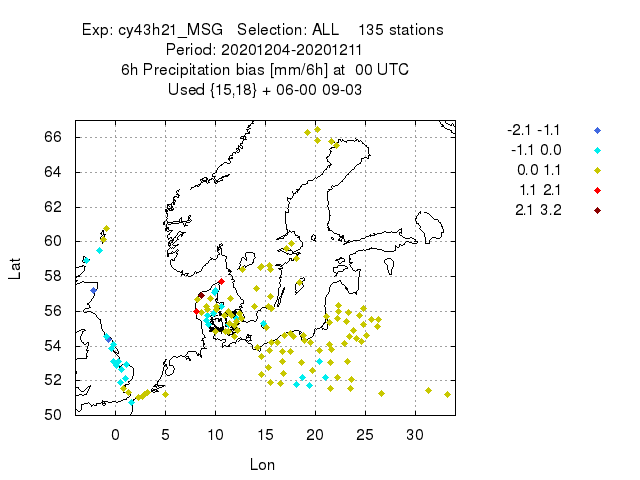 Exp: cy43h21_MSG   Selection: ALL    135 stations
Period: 20201204-20201211
6h Precipitation bias [mm/6h] at  00 UTC
Used {15,18} + 06-00 09-03
-2.1 -1.1
-1.1 0.0
0.0 1.1
1.1 2.1
2.1 3.2
66
64
62
60
58
56
54
52
50
Lat
0 5 10 15 20 25 30
Lon